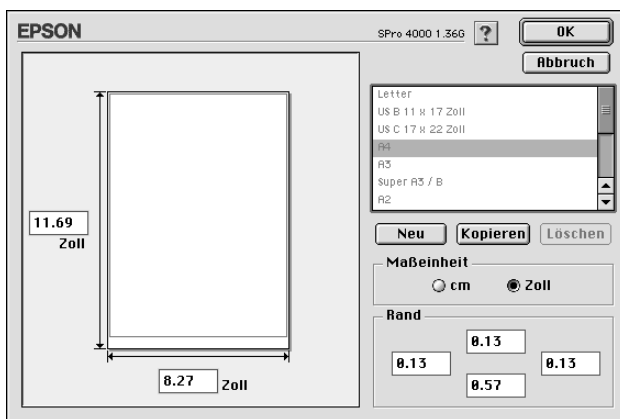 EPSON
SPro 4000 1.36G
?
OK
Abbruch
Letter
US B 11 x 17 Zoll
US C 17 x 22 Zoll
A4
A3
Super A3 / B
A2
11.69
Zoll
8.27 Zoll
Neu Kopieren Löschen
Maßeinheit
cm Zoll
Rand
0.13
0.13 0.13
0.57